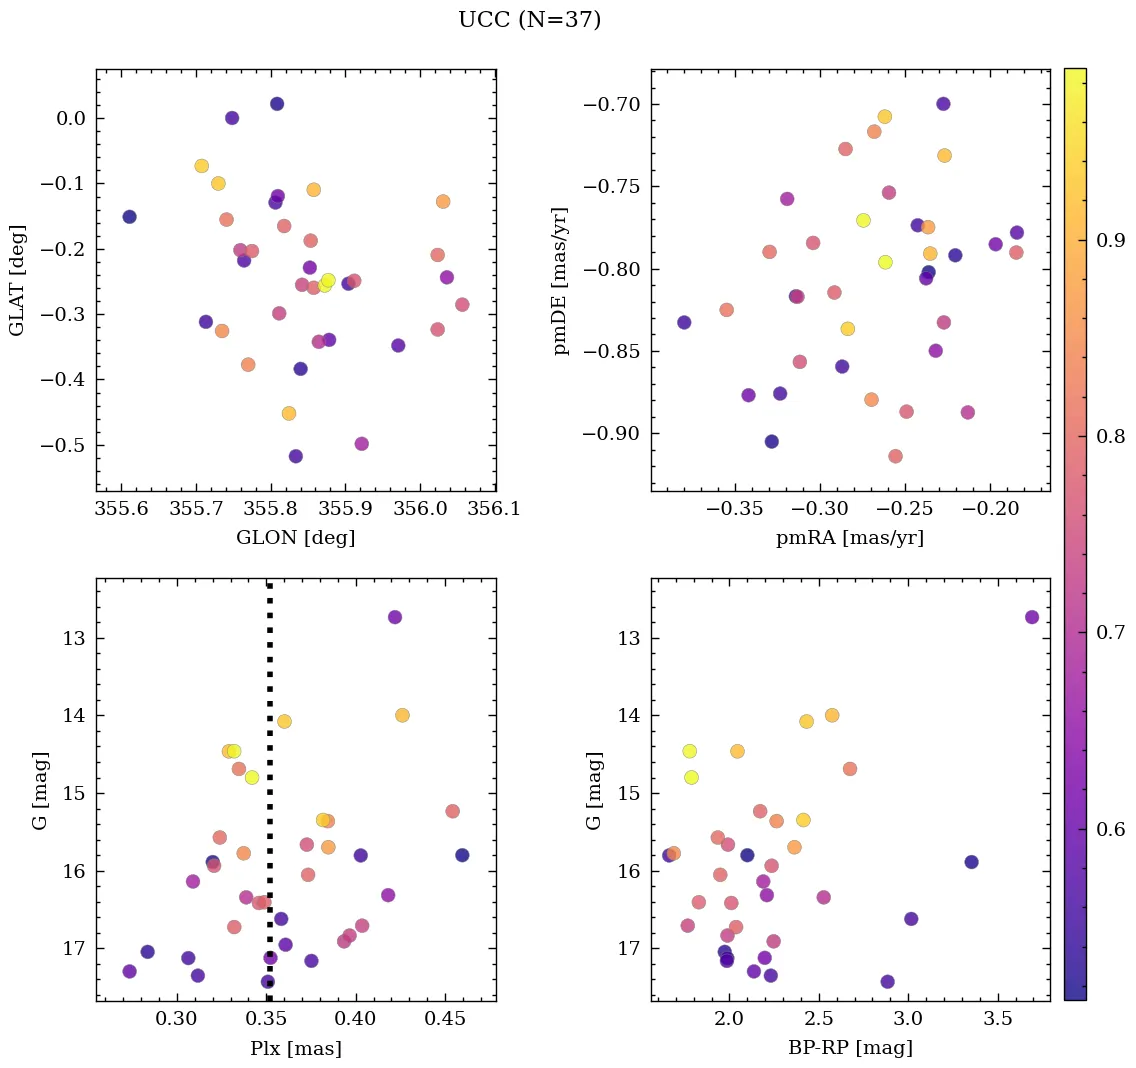 UCC (N=37)
0.0
−0.1
−0.2
−0.3
−0.4
−0.5
GLAT [deg]
355.6 355.7 355.8 355.9 356.0 356.1
GLON [deg]
−0.70
−0.75
−0.80
−0.85
−0.90
pmDE [mas/yr]
−0.35 −0.30 −0.25 −0.20
pmRA [mas/yr]
13
14
15
16
17
G [mag]
0.30 0.35 0.40 0.45
Plx [mas]
13
14
15
16
17
G [mag]
2.0 2.5 3.0 3.5
BP-RP [mag]
0.9
0.8
0.7
0.6